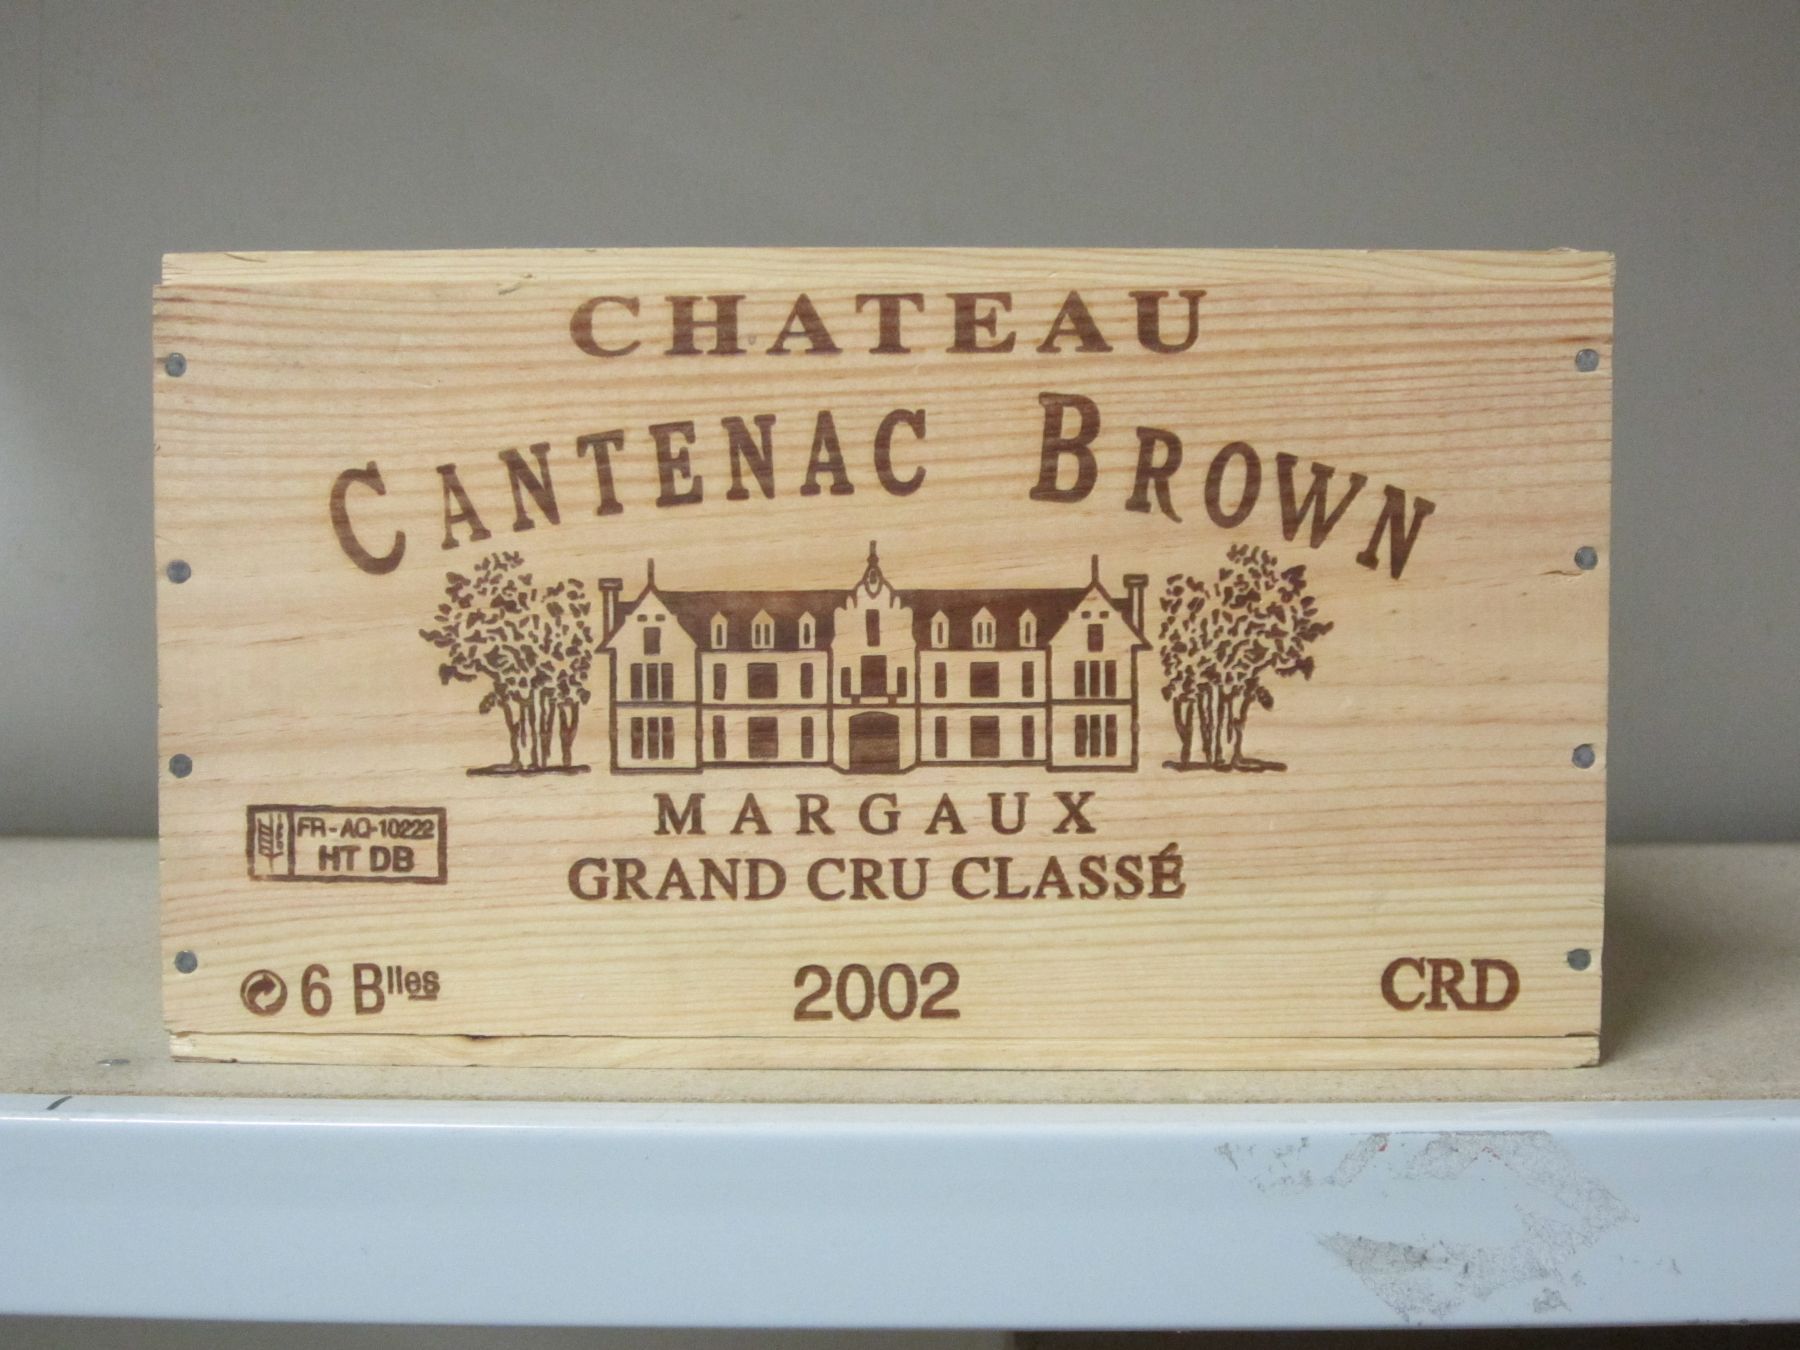 CHATEAU
CANTENAC BROWN
MARGAUX
GRAND CRU CLASSÉ
FR-AQ-10222
HT DB
6 Blles
2002
CRD